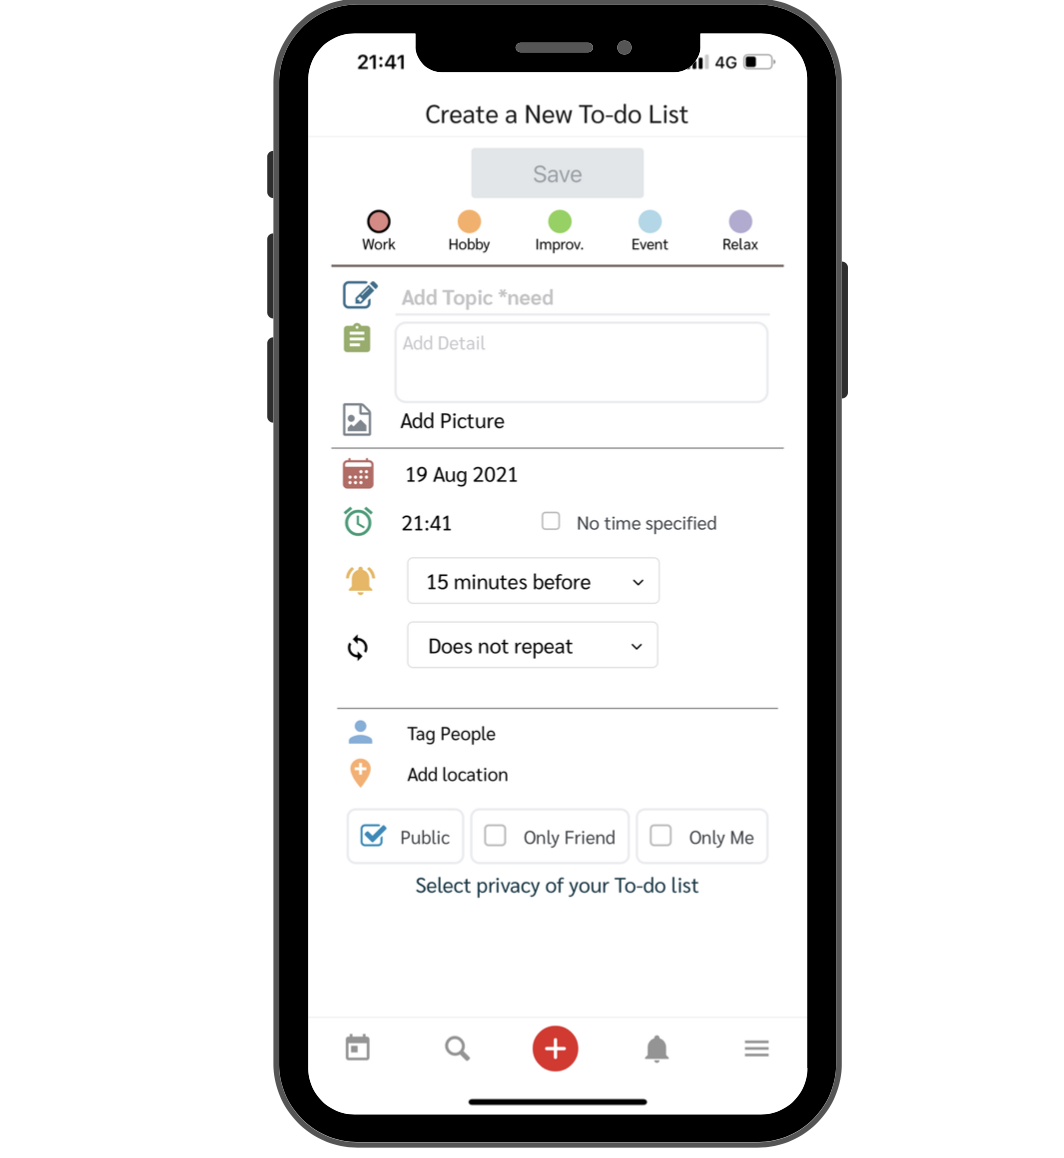 21:41 4G
Create a New To-do List
Save
Work Hobby Improv. Event Relax
Add Topic *need
Add Detail
Add Picture
19 Aug 2021
21:41 No time specified
15 minutes before
Does not repeat
Tag People
Add location
Public Only Friend Only Me
Select privacy of your To-do list